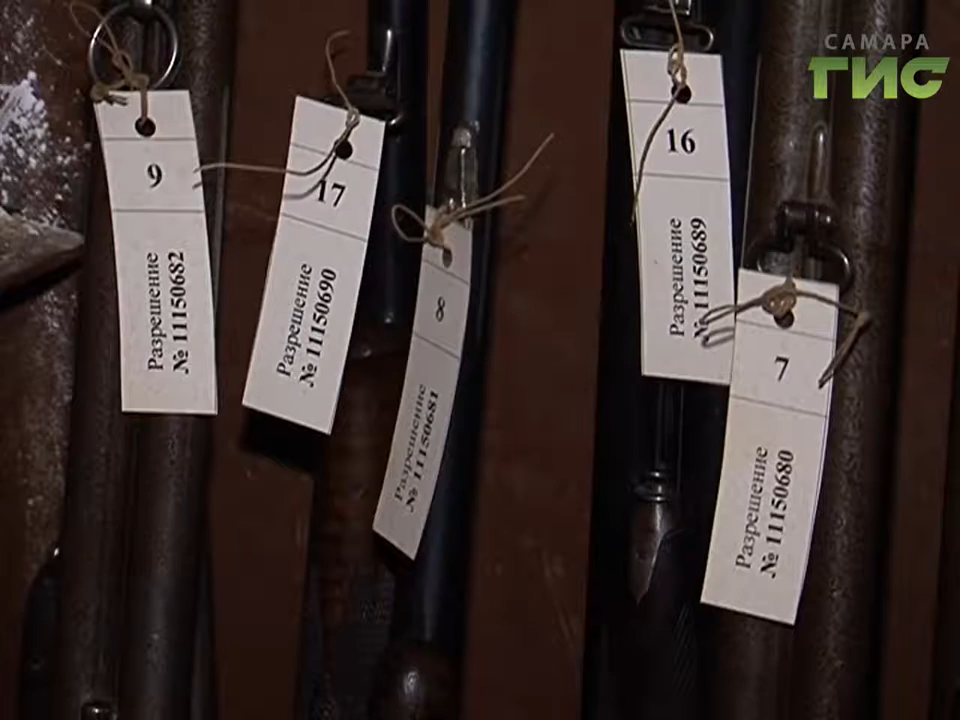 САМАРА
ГИС
9
Разрешение
№ 11150682
17
Разрешение
№ 11150690
8
Разрешение
№ 11150681
16
Разрешение
№ 11150689
7
Разрешение
№ 11150680